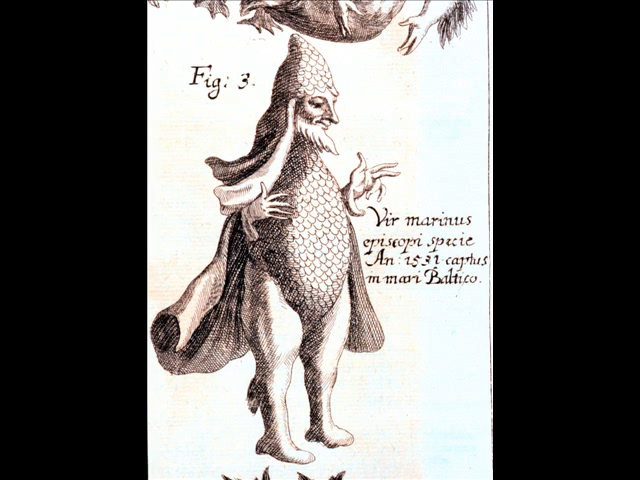 Fig: 3.
Vir marinus
episcopi specie
An: 1531 captus
in mari Baltico.